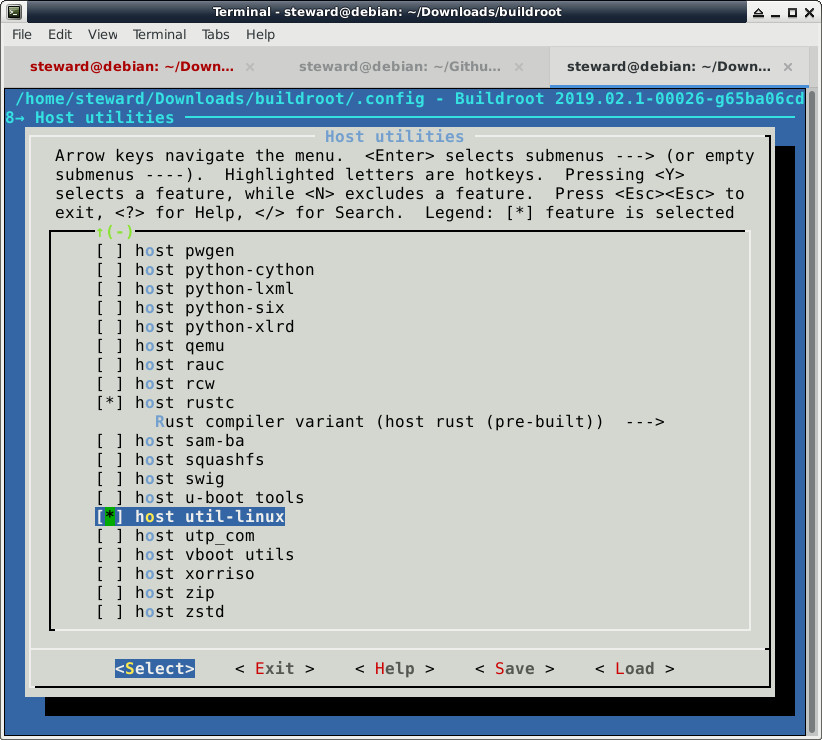 Terminal - steward@debian: ~/Downloads/buildroot
File Edit View Terminal Tabs Help
steward@debian: ~/Down... × steward@debian: ~/Githu... × steward@debian: ~/Down... ×
/home/steward/Downloads/buildroot/.config - Buildroot 2019.02.1-00026-g65ba06cd
8→ Host utilities
Host utilities
Arrow keys navigate the menu.  <Enter> selects submenus ---> (or empty
submenus ----).  Highlighted letters are hotkeys.  Pressing <Y>
selects a feature, while <N> excludes a feature.  Press <Esc><Esc> to
exit, <?> for Help, </> for Search.  Legend: [*] feature is selected
↑(-)
[ ] host pwgen
[ ] host python-cython
[ ] host python-lxml
[ ] host python-six
[ ] host python-xlrd
[ ] host qemu
[ ] host rauc
[ ] host rcw
[*] host rustc
Rust compiler variant (host rust (pre-built))  --->
[ ] host sam-ba
[ ] host squashfs
[ ] host swig
[ ] host u-boot tools
[*] host util-linux
[ ] host utp_com
[ ] host vboot utils
[ ] host xorriso
[ ] host zip
[ ] host zstd
<Select> < Exit > < Help > < Save > < Load >